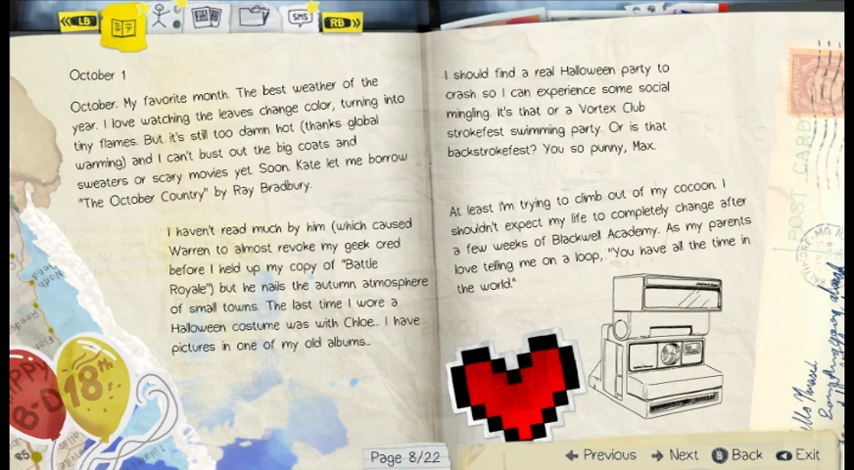 LB
SMS
RB
October 1
October. My favorite month. The best weather of the
year. I love watching the leaves change color, turning into
tiny flames. But it's still too damn hot (thanks global
warming) and I can't bust out the big coats and
sweaters or scary movies yet. Soon. Kate let me borrow
"The October Country" by Ray Bradbury.
I haven't read much by him (which caused
Warren to almost revoke my geek cred
before I held up my copy of "Battle
Royale") but he nails the autumn atmosphere
of small towns. The last time I wore a
Halloween costume was with Chloe... I have
pictures in one of my old albums...
I should find a real Halloween party to
crash so I can experience some social
mingling. It's that or a Vortex Club
strokefest swimming party. Or is that
backstrokefest? You so punny, Max.
At least I'm trying to climb out of my cocoon. I
shouldn't expect my life to completely change after
a few weeks of Blackwell Academy. As my parents
love telling me on a loop, "You have all the time in
the world."
B-D
18th
POST CARD
Page 8/22
Previous
Next
B Back
Exit